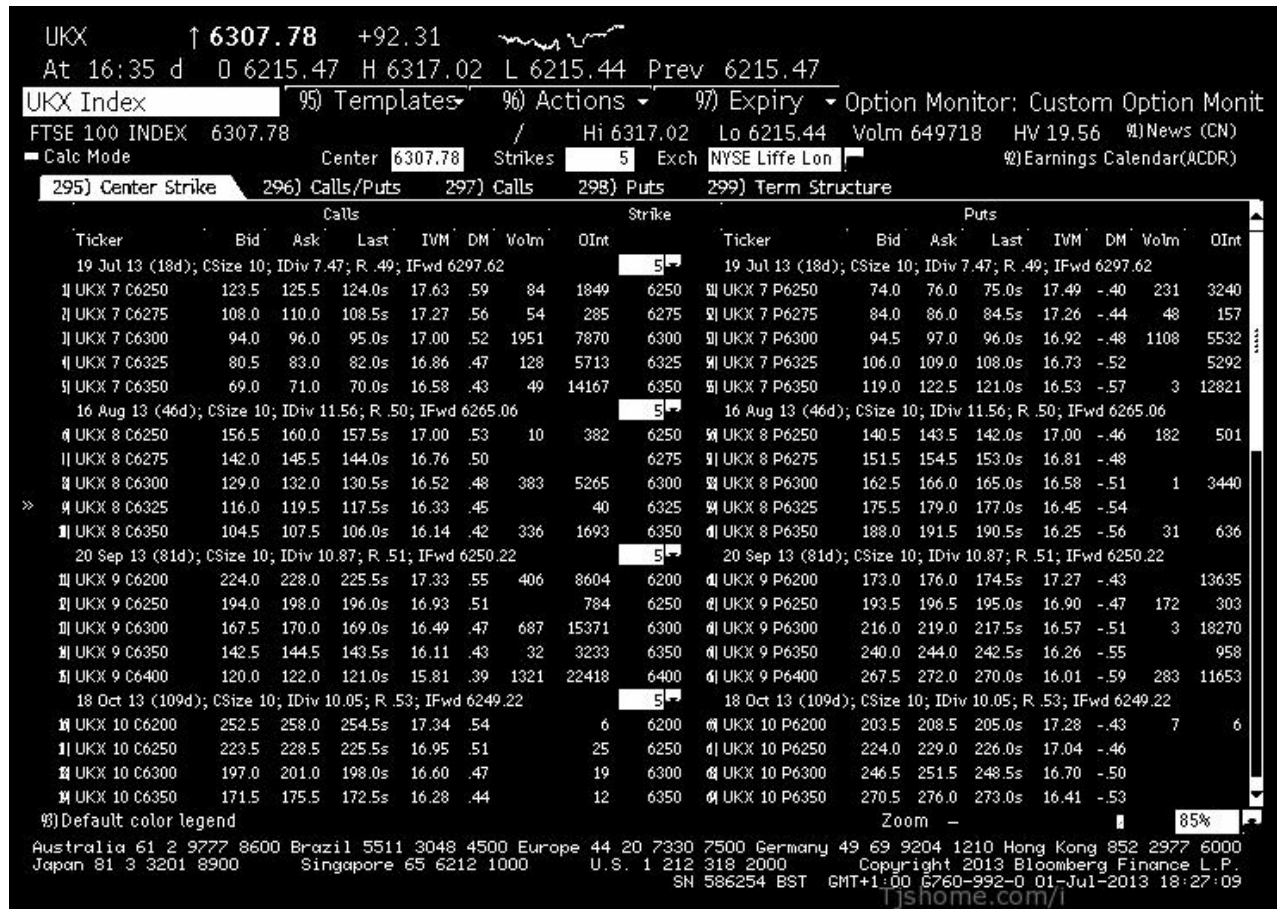 UKX ↑ 6307.78 +92.31
At 16:35 d O 6215.47 H 6317.02 L 6215.44 Prev 6215.47
UKX Index 95) Templates 96) Actions 97) Expiry Option Monitor: Custom Option Monit
FTSE 100 INDEX 6307.78 / Hi 6317.02 Lo 6215.44 Volm 649718 HV 19.56 91)News (CN)
Calc Mode Center 6307.78 Strikes 5 Exch NYSE Liffe Lon 92)Earnings Calendar(ACDR)
295) Center Strike 296) Calls/Puts 297) Calls 298) Puts 299) Term Structure
Calls Strike Puts
Ticker Bid Ask Last IVM DM Volm OInt Ticker Bid Ask Last IVM DM Volm OInt
19 Jul 13 (18d); CSize 10; IDiv 7.47; R .49; IFwd 6297.62 5 19 Jul 13 (18d); CSize 10; IDiv 7.47; R .49; IFwd 6297.62
1) UKX 7 C6250 123.5 125.5 124.0s 17.63 .59 84 1849 6250 51) UKX 7 P6250 74.0 76.0 75.0s 17.49 -.40 231 3240
2) UKX 7 C6275 108.0 110.0 108.5s 17.27 .56 54 285 6275 52) UKX 7 P6275 84.0 86.0 84.5s 17.26 -.44 48 157
3) UKX 7 C6300 94.0 96.0 95.0s 17.00 .52 1951 7870 6300 53) UKX 7 P6300 94.5 97.0 96.0s 16.92 -.48 1108 5532
4) UKX 7 C6325 80.5 83.0 82.0s 16.86 .47 128 5713 6325 54) UKX 7 P6325 106.0 109.0 108.0s 16.73 -.52 5292
5) UKX 7 C6350 69.0 71.0 70.0s 16.58 .43 49 14167 6350 55) UKX 7 P6350 119.0 122.5 121.0s 16.53 -.57 3 12821
16 Aug 13 (46d); CSize 10; IDiv 11.56; R .50; IFwd 6265.06 5 16 Aug 13 (46d); CSize 10; IDiv 11.56; R .50; IFwd 6265.06
UKX 8 C6250 156.5 160.0 157.5s 17.00 .53 10 382 6250 UKX 8 P6250 140.5 143.5 142.0s 17.00 -.46 182 501
UKX 8 C6275 142.0 145.5 144.0s 16.76 .50 6275 UKX 8 P6275 151.5 154.5 153.0s 16.81 -.48
UKX 8 C6300 129.0 132.0 130.5s 16.52 .48 383 5265 6300 UKX 8 P6300 162.5 166.0 165.0s 16.58 -.51 1 3440
» UKX 8 C6325 116.0 119.5 117.5s 16.33 .45 40 6325 UKX 8 P6325 175.5 179.0 177.0s 16.45 -.54
UKX 8 C6350 104.5 107.5 106.0s 16.14 .42 336 1693 6350 UKX 8 P6350 188.0 191.5 190.5s 16.25 -.56 31 636
20 Sep 13 (81d); CSize 10; IDiv 10.87; R .51; IFwd 6250.22 5 20 Sep 13 (81d); CSize 10; IDiv 10.87; R .51; IFwd 6250.22
UKX 9 C6200 224.0 228.0 225.5s 17.33 .55 406 8604 6200 UKX 9 P6200 173.0 176.0 174.5s 17.27 -.43 13635
UKX 9 C6250 194.0 198.0 196.0s 16.93 .51 784 6250 UKX 9 P6250 193.5 196.5 195.0s 16.90 -.47 172 303
UKX 9 C6300 167.5 170.0 169.0s 16.49 .47 687 15371 6300 UKX 9 P6300 216.0 219.0 217.5s 16.57 -.51 3 18270
UKX 9 C6350 142.5 144.5 143.5s 16.11 .43 32 3233 6350 UKX 9 P6350 240.0 244.0 242.5s 16.26 -.55 958
UKX 9 C6400 120.0 122.0 121.0s 15.81 .39 1321 22418 6400 UKX 9 P6400 267.5 272.0 270.0s 16.01 -.59 283 11653
18 Oct 13 (109d); CSize 10; IDiv 10.05; R .53; IFwd 6249.22 5 18 Oct 13 (109d); CSize 10; IDiv 10.05; R .53; IFwd 6249.22
UKX 10 C6200 252.5 258.0 254.5s 17.34 .54 6 6200 UKX 10 P6200 203.5 208.5 205.0s 17.28 -.43 7 6
UKX 10 C6250 223.5 228.5 225.5s 16.95 .51 25 6250 UKX 10 P6250 224.0 229.0 226.0s 17.04 -.46
UKX 10 C6300 197.0 201.0 198.0s 16.60 .47 19 6300 UKX 10 P6300 246.5 251.5 248.5s 16.70 -.50
UKX 10 C6350 171.5 175.5 172.5s 16.28 .44 12 6350 UKX 10 P6350 270.5 276.0 273.0s 16.41 -.53
93)Default color legend Zoom - 85%
Australia 61 2 9777 8600 Brazil 5511 3048 4500 Europe 44 20 7330 7500 Germany 49 69 9204 1210 Hong Kong 852 2977 6000
Japan 81 3 3201 8900 Singapore 65 6212 1000 U.S. 1 212 318 2000 Copyright 2013 Bloomberg Finance L.P.
SN 586254 BST GMT+1:00 G760-992-0 01-Jul-2013 18:27:09
Tjshome.com/i